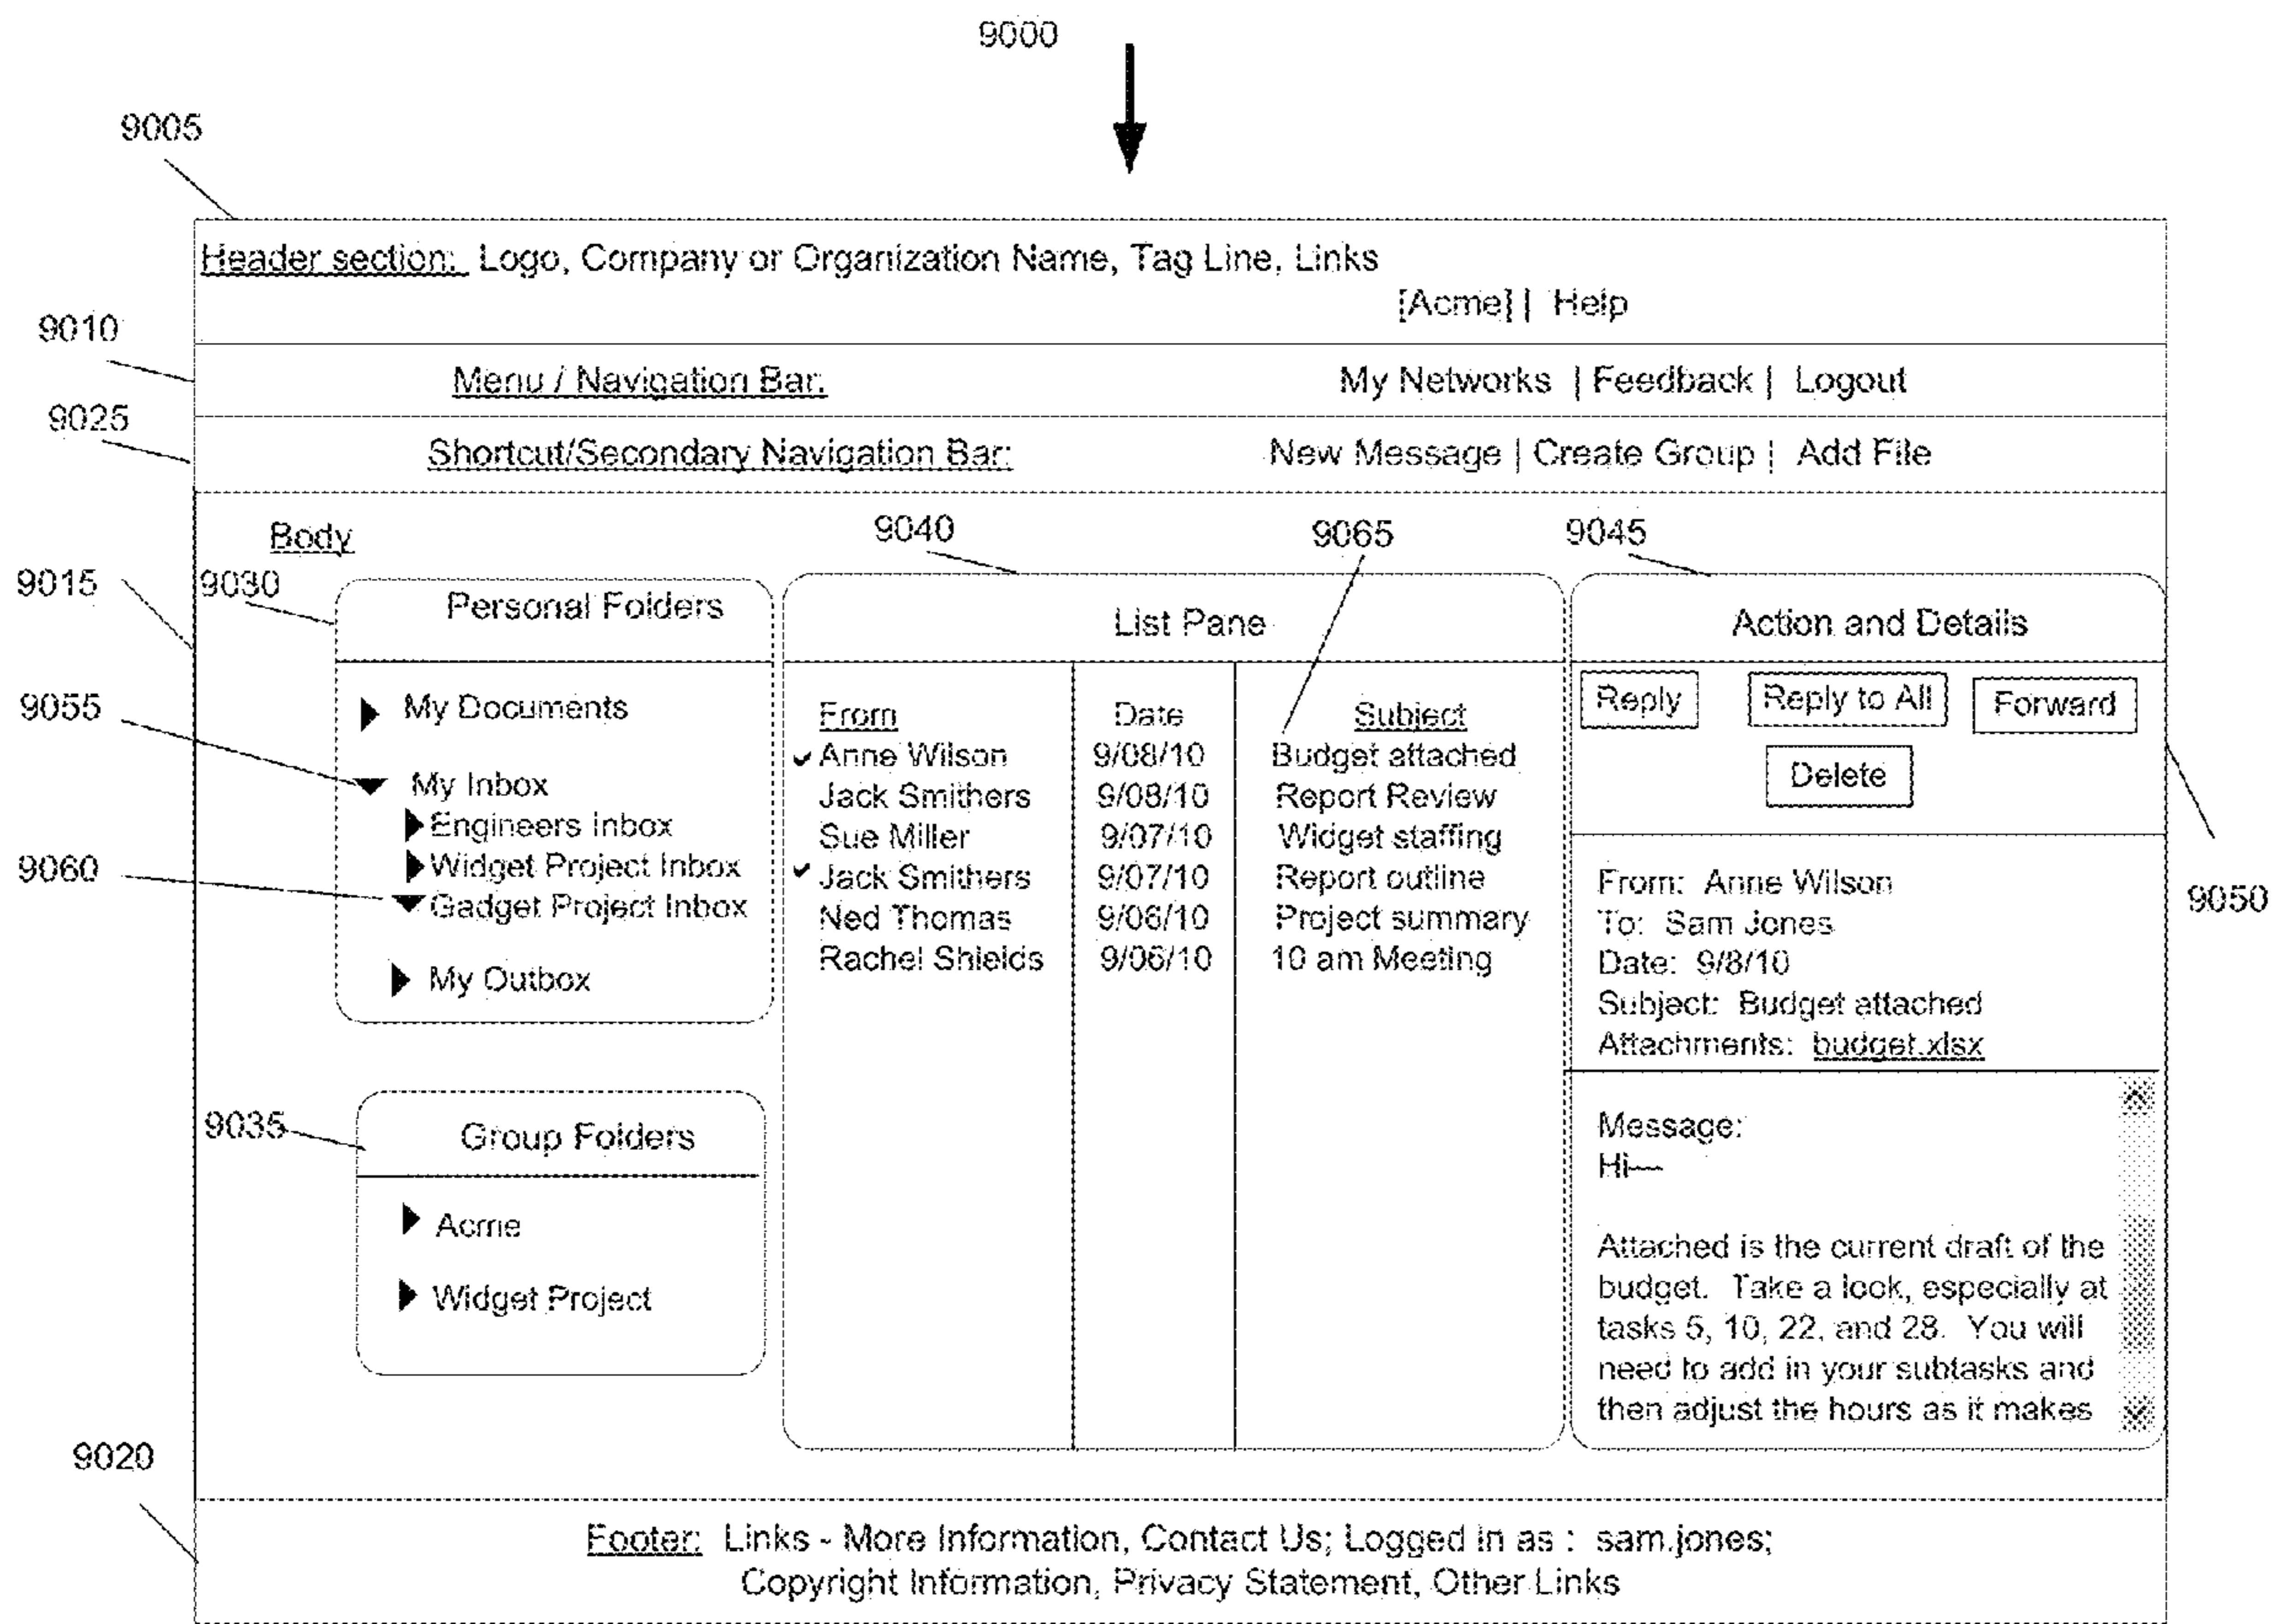 9000
9005
Header section: Logo, Company or Organization Name, Tag Line, Links
[Acme] | Help
9010
Menu / Navigation Bar: My Networks | Feedback | Logout
9025
Shortcut/Secondary Navigation Bar: New Message | Create Group | Add File
Body
9015
9030
Personal Folders
9055
My Documents
My Inbox
Engineers Inbox
Widget Project Inbox
9060
Gadget Project Inbox
My Outbox
9035
Group Folders
Acme
Widget Project
9040
9065
List Pane
From Date Subject
Anne Wilson 9/08/10 Budget attached
Jack Smithers 9/08/10 Report Review
Sue Miller 9/07/10 Widget staffing
Jack Smithers 9/07/10 Report outline
Ned Thomas 9/06/10 Project summary
Rachel Shields 9/06/10 10 am Meeting
9045
Action and Details
Reply Reply to All Forward
Delete
9050
From: Anne Wilson
To: Sam Jones
Date: 9/8/10
Subject: Budget attached
Attachments: budget.xlsx
Message:
Hi—
Attached is the current draft of the
budget. Take a look, especially at
tasks 5, 10, 22, and 28. You will
need to add in your subtasks and
then adjust the hours as it makes
9020
Footer: Links - More Information, Contact Us; Logged in as : sam.jones;
Copyright Information, Privacy Statement, Other Links